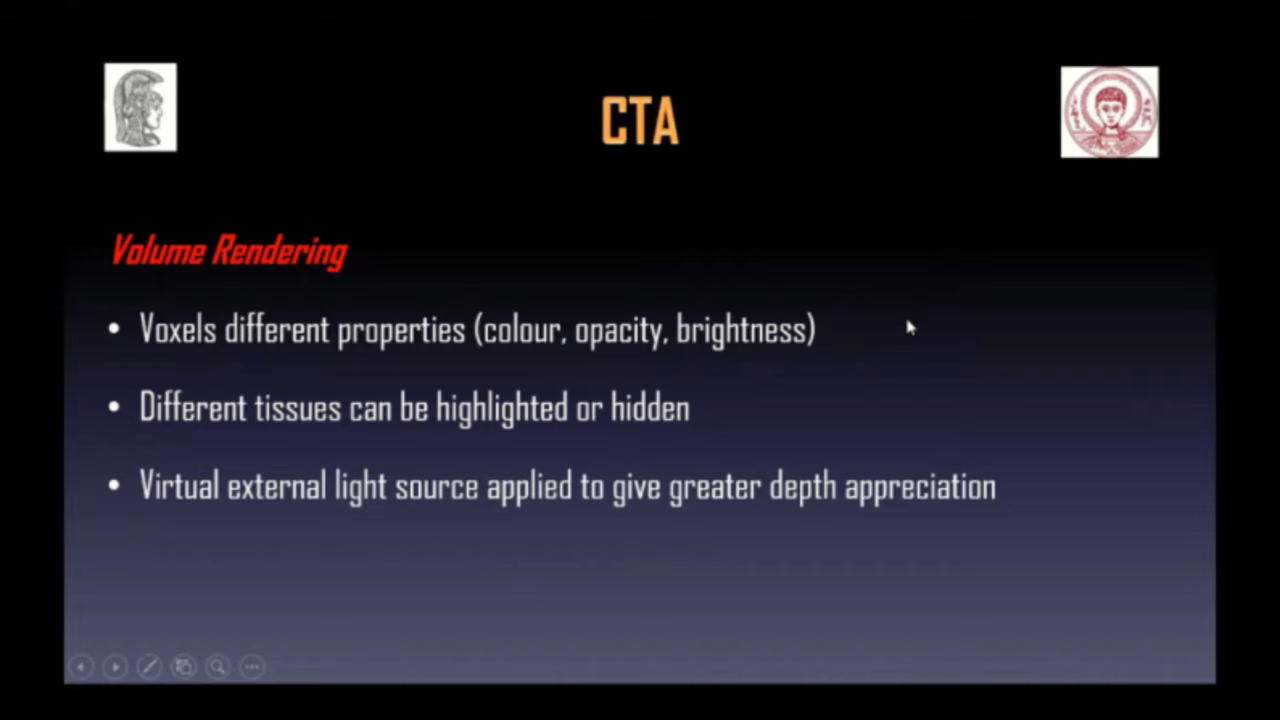 CTA
Volume Rendering
• Voxels different properties (colour, opacity, brightness)
• Different tissues can be highlighted or hidden
• Virtual external light source applied to give greater depth appreciation